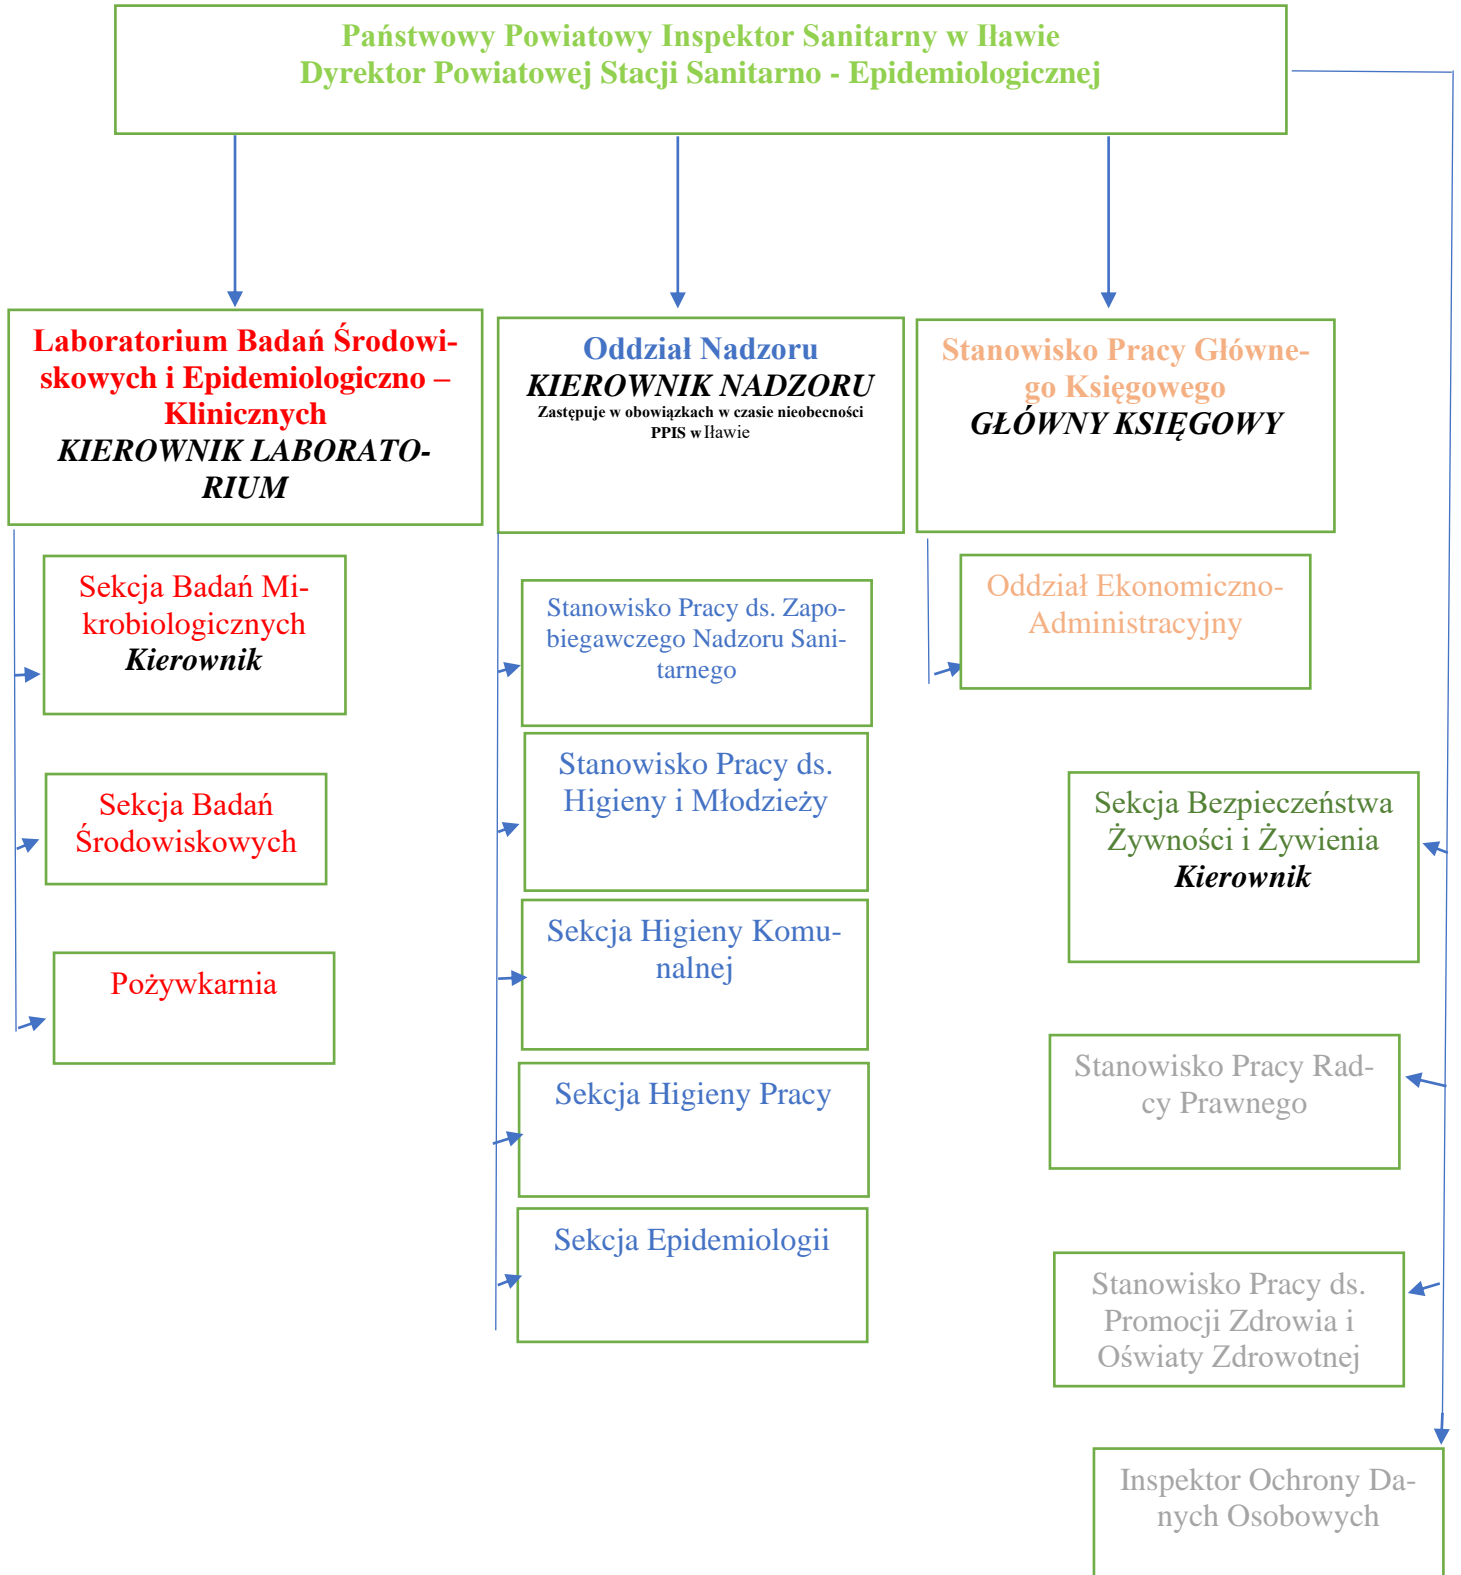 Państwowy Powiatowy Inspektor Sanitarny w Iławie
Dyrektor Powiatowej Stacji Sanitarno - Epidemiologicznej
Laboratorium Badań Środowi-
skowych i Epidemiologiczno –
Klinicznych
KIEROWNIK LABORATO-
RIUM
Oddział Nadzoru
KIEROWNIK NADZORU
Zastępuje w obowiązkach w czasie nieobecności
PPIS w Iławie
Stanowisko Pracy Główne-
go Księgowego
GŁÓWNY KSIĘGOWY
Sekcja Badań Mi-
krobiologicznych
Kierownik
Sekcja Badań
Środowiskowych
Pożywkarnia
Stanowisko Pracy ds. Zapo-
biegawczego Nadzoru Sani-
tarnego
Stanowisko Pracy ds.
Higieny i Młodzieży
Sekcja Higieny Komu-
nalnej
Sekcja Higieny Pracy
Sekcja Epidemiologii
Oddział Ekonomiczno-
Administracyjny
Sekcja Bezpieczeństwa
Żywności i Żywienia
Kierownik
Stanowisko Pracy Rad-
cy Prawnego
Stanowisko Pracy ds.
Promocji Zdrowia i
Oświaty Zdrowotnej
Inspektor Ochrony Da-
nych Osobowych